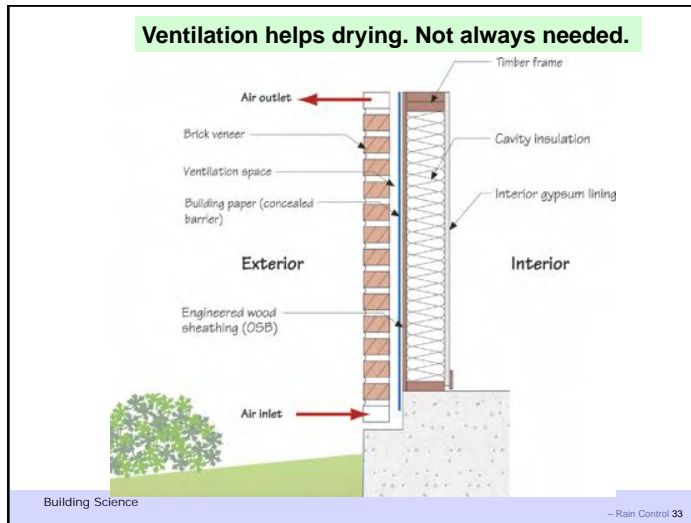 Ventilation helps drying. Not always needed.
Timber frame
Air outlet
Brick veneer
Cavity insulation
Ventilation space
Interior gypsum lining
Building paper (concealed
barrier)
Exterior
Interior
Engineered wood
sheathing (OSB)
Air inlet
Building Science
– Rain Control 33